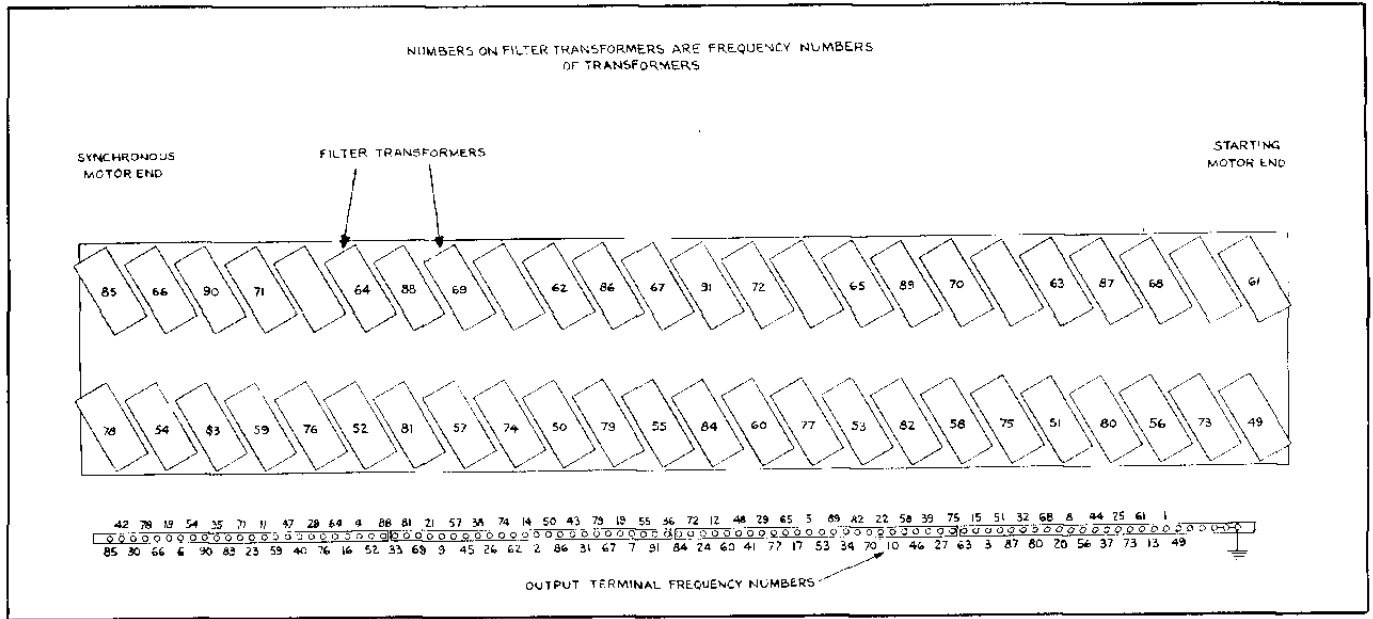 NUMBERS ON FILTER TRANSFORMERS ARE FREQUENCY NUMBERS
OF TRANSFORMERS
SYNCHRONOUS
MOTOR END
FILTER TRANSFORMERS
STARTING
MOTOR END
85 66 90 71 64 88 69 62 86 67 91 72 65 89 70 63 87 68 61
78 54 83 59 76 52 81 57 74 50 79 55 84 60 77 53 82 58 75 51 80 56 73 49
42 78 54 35 71 11 47 28 64 4 88 81 21 57 38 74 14 50 43 79 19 55 36 72 12 48 29 65 5 89 82 22 58 39 75 15 51 32 68 8 44 25 61 1
85 30 66 6 90 83 23 59 40 76 16 52 33 69 9 45 26 62 2 86 31 67 7 91 84 24 60 41 77 17 53 34 70 10 46 27 63 3 87 80 20 56 37 73 13 49
OUTPUT TERMINAL FREQUENCY NUMBERS